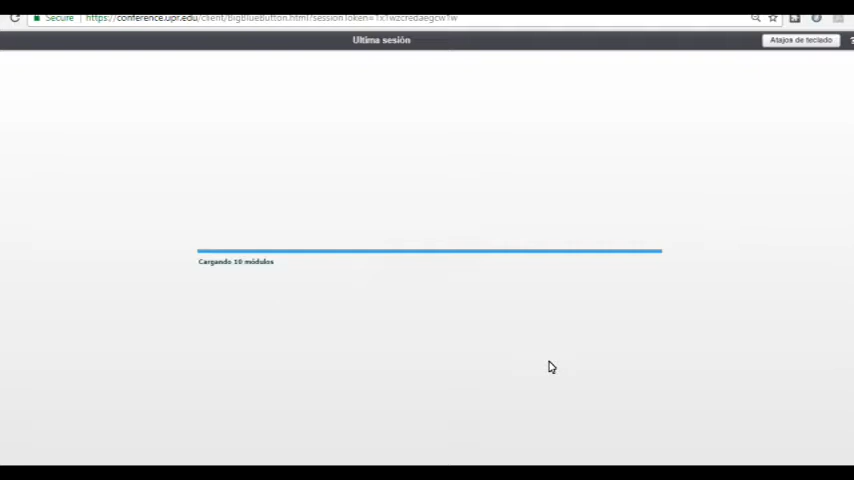 Secure https://conference.upr.edu/client/BigBlueButton.html?sessionToken=
Ultima sesión
Atajos de teclado
?
Cargando 10 módulos